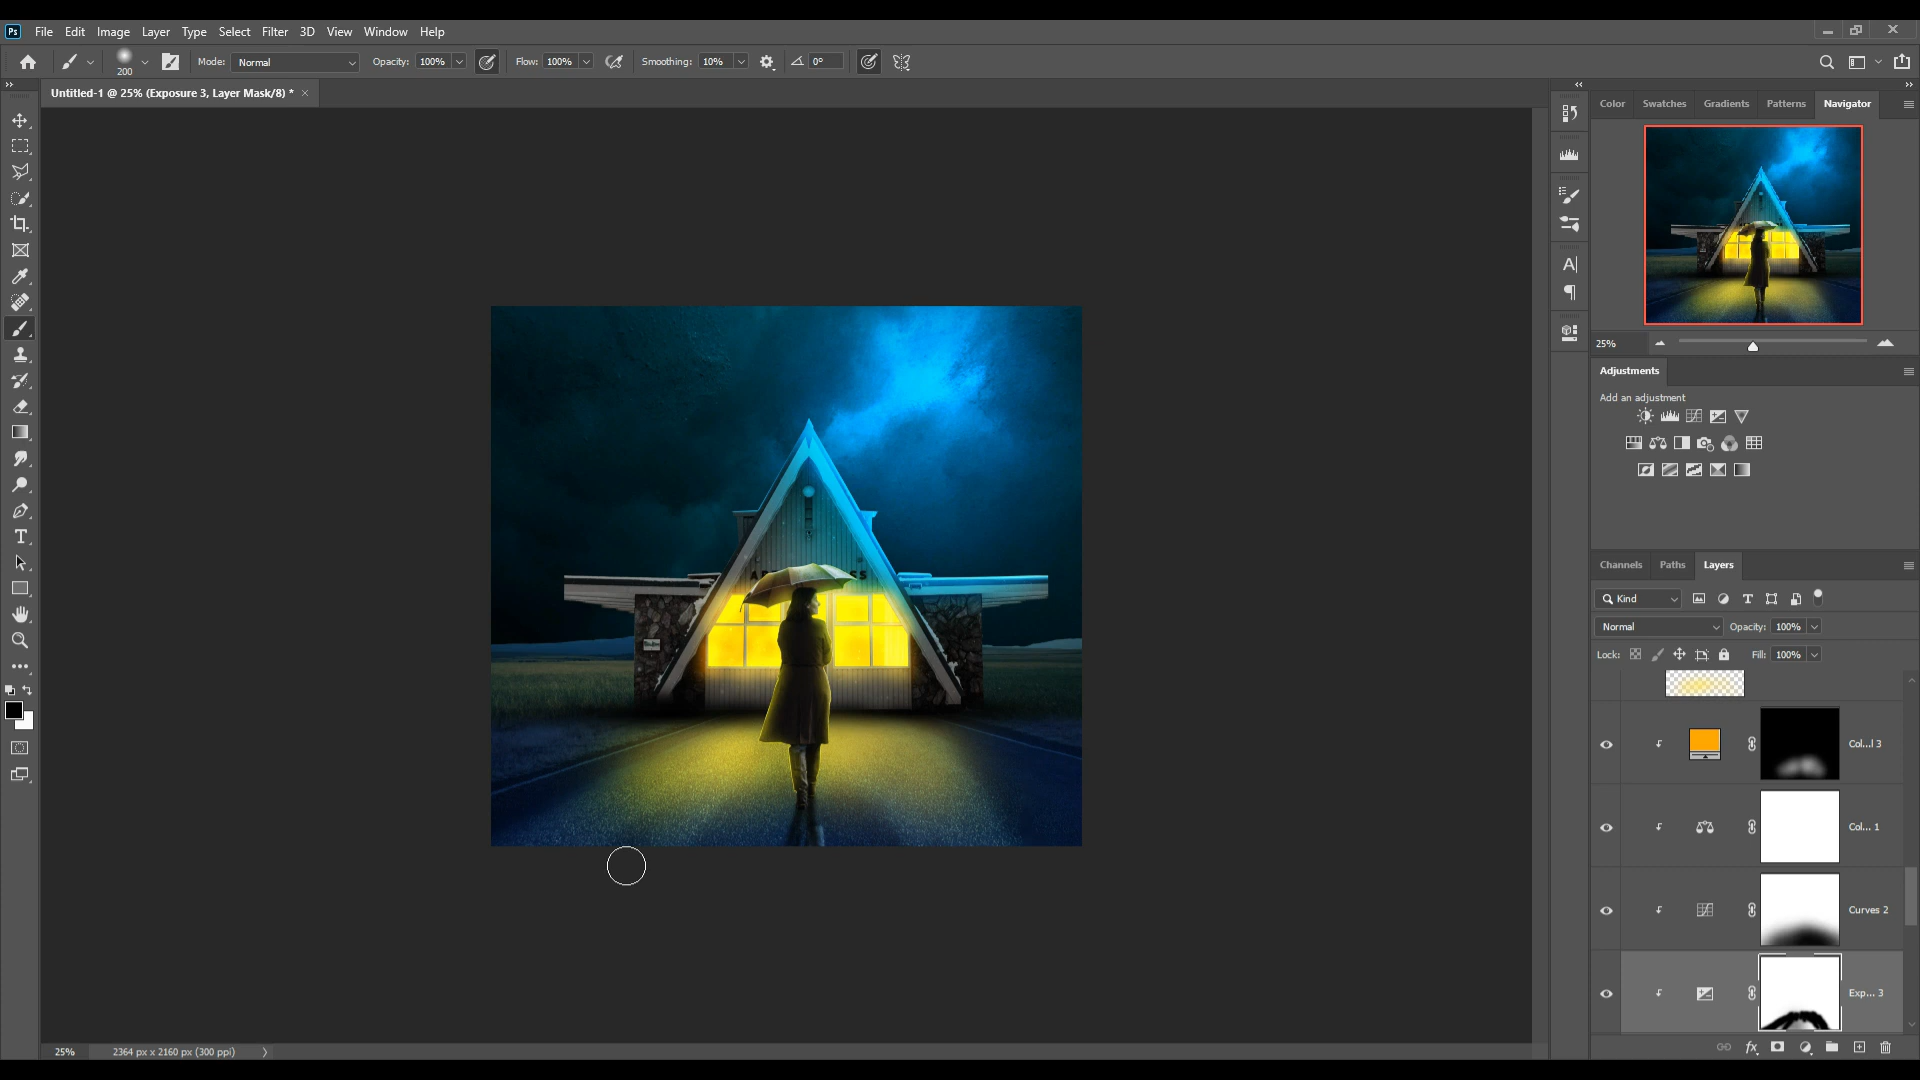 Ps File Edit Image Layer Type Select Filter 3D View Window Help
200 Mode: Normal Opacity: 100% Flow: 100% Smoothing: 10% 0°
Untitled-1 @ 25% (Exposure 3, Layer Mask/8) *
Color Swatches Gradients Patterns Navigator
25%
Adjustments
Add an adjustment
Channels Paths Layers
Kind
Normal Opacity: 100%
Lock: Fill: 100%
Col...l 3
Col... 1
Curves 2
Exp... 3
25% 2364 px x 2160 px (300 ppi)